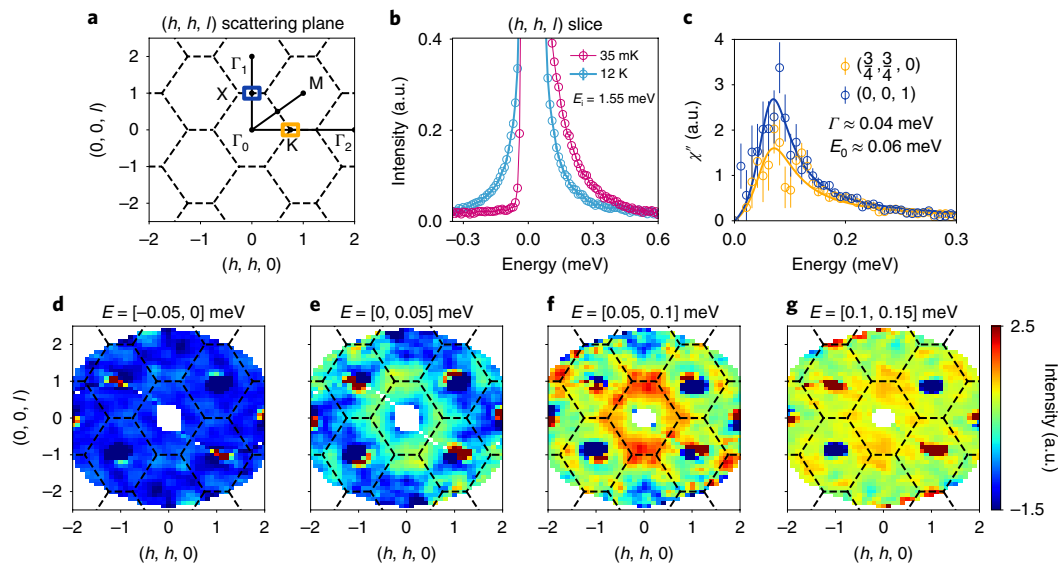 a
(h, h, l) scattering plane
2
1
0
−1
−2
−2
−1
0
1
2
(0, 0, l)
(h, h, 0)
Γ1
X
M
Γ0
K
Γ2
b
(h, h, l) slice
0.4
0.2
0.0
−0.3
0.0
0.3
0.6
Intensity (a.u.)
Energy (meV)
35 mK
12 K
Ei = 1.55 meV
c
4
3
2
1
0
0.0
0.2
0.3
χ″ (a.u.)
Energy (meV)
(3/4, 3/4, 0)
(0, 0, 1)
Γ ≈ 0.04 meV
E0 ≈ 0.06 meV
d
E = [−0.05, 0] meV
2
1
0
−1
−2
−2
−1
0
1
2
(0, 0, l)
(h, h, 0)
e
E = [0, 0.05] meV
−2
−1
0
1
2
(h, h, 0)
f
E = [0.05, 0.1] meV
−2
−1
0
1
2
(h, h, 0)
g
E = [0.1, 0.15] meV
−2
−1
0
1
2
(h, h, 0)
2.5
Intensity (a.u.)
−1.5